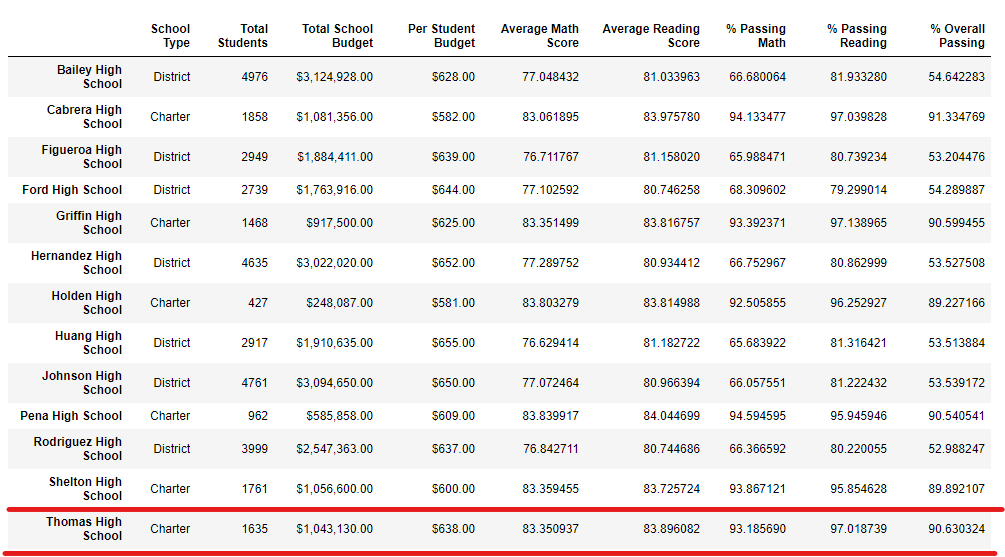 School Type Total Students Total School Budget Per Student Budget Average Math Score Average Reading Score % Passing Math % Passing Reading % Overall Passing
Bailey High School District 4976 $3,124,928.00 $628.00 77.048432 81.033963 66.680064 81.933280 54.642283
Cabrera High School Charter 1858 $1,081,356.00 $582.00 83.061895 83.975780 94.133477 97.039828 91.334769
Figueroa High School District 2949 $1,884,411.00 $639.00 76.711767 81.158020 65.988471 80.739234 53.204476
Ford High School District 2739 $1,763,916.00 $644.00 77.102592 80.746258 68.309602 79.299014 54.289887
Griffin High School Charter 1468 $917,500.00 $625.00 83.351499 83.816757 93.392371 97.138965 90.599455
Hernandez High School District 4635 $3,022,020.00 $652.00 77.289752 80.934412 66.752967 80.862999 53.527508
Holden High School Charter 427 $248,087.00 $581.00 83.803279 83.814988 92.505855 96.252927 89.227166
Huang High School District 2917 $1,910,635.00 $655.00 76.629414 81.182722 65.683922 81.316421 53.513884
Johnson High School District 4761 $3,094,650.00 $650.00 77.072464 80.966394 66.057551 81.222432 53.539172
Pena High School Charter 962 $585,858.00 $609.00 83.839917 84.044699 94.594595 95.945946 90.540541
Rodriguez High School District 3999 $2,547,363.00 $637.00 76.842711 80.744686 66.366592 80.220055 52.988247
Shelton High School Charter 1761 $1,056,600.00 $600.00 83.359455 83.725724 93.867121 95.854628 89.892107
Thomas High School Charter 1635 $1,043,130.00 $638.00 83.350937 83.896082 93.185690 97.018739 90.630324